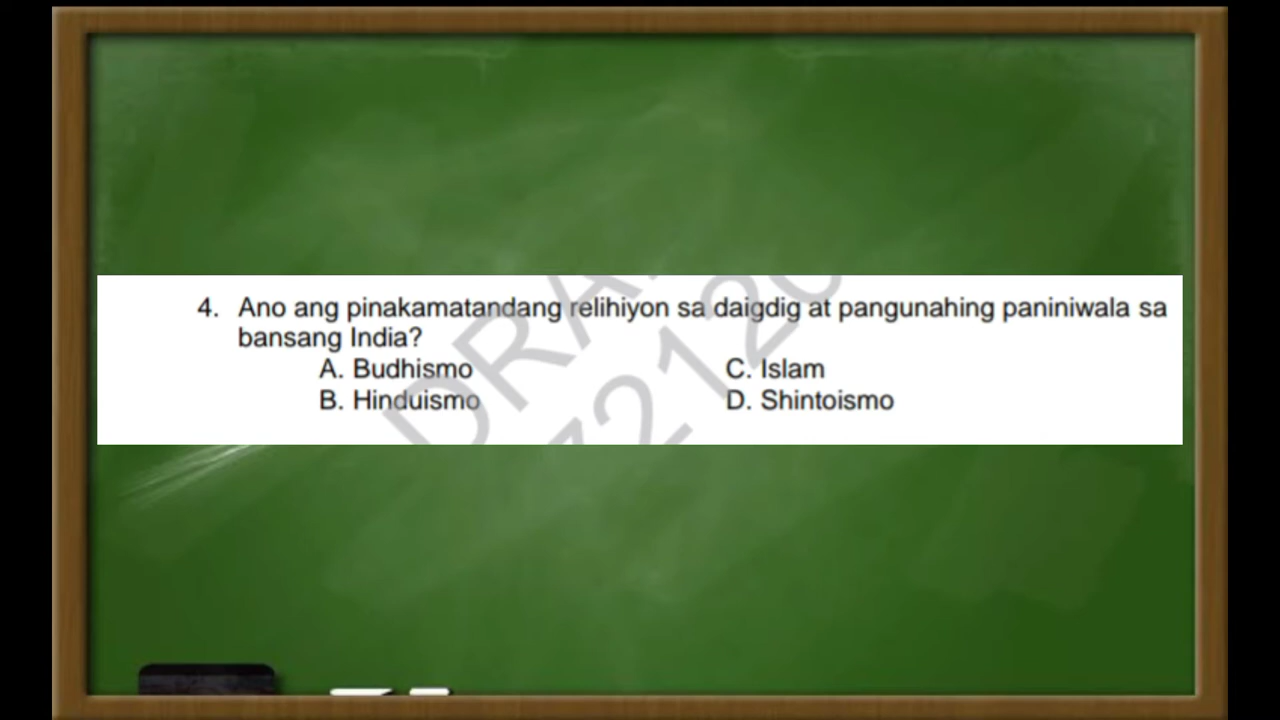 4. Ano ang pinakamatandang relihiyon sa daigdig at pangunahing paniniwala sa
bansang India?
A. Budhismo C. Islam
B. Hinduismo D. Shintoismo